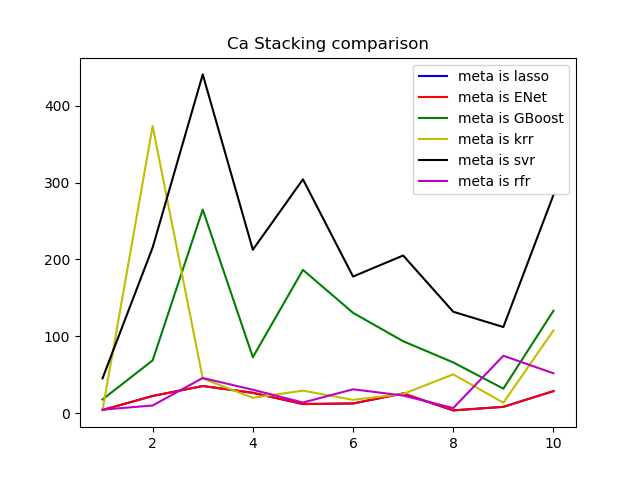 Ca Stacking comparison
meta is lasso
meta is ENet
meta is GBoost
meta is krr
meta is svr
meta is rfr
400
300
200
100
0
2 4 6 8 10